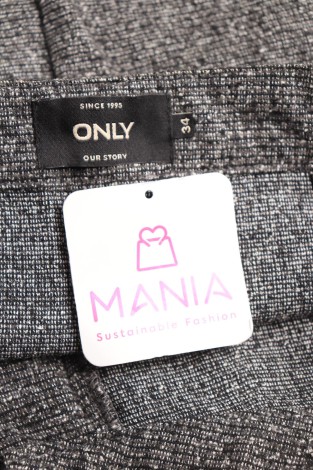 SINCE 1995
ONLY
OUR STORY
34
MANIA
Sustainable Fashion